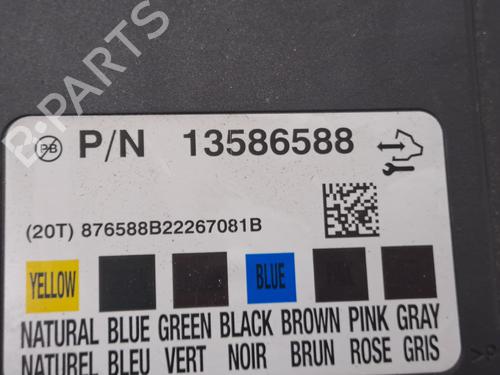 B-PARTS
PB P/N 13586588
(20T) 876588B22267081B
YELLOW BLUE PINK
NATURAL BLUE GREEN BLACK BROWN PINK GRAY
NATUREL BLEU VERT NOIR BRUN ROSE GRIS